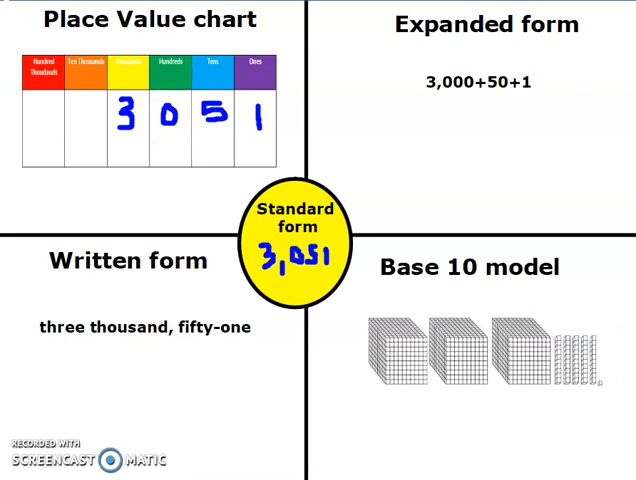 Place Value chart
Hundred Thoudands
Ten Thousands
Thousands
Hundreds
Tens
Ones
3 0 5 1
Expanded form
3,000+50+1
Standard
form
3,051
Written form
three thousand, fifty-one
Base 10 model
RECORDED WITH
SCREENCAST MATIC